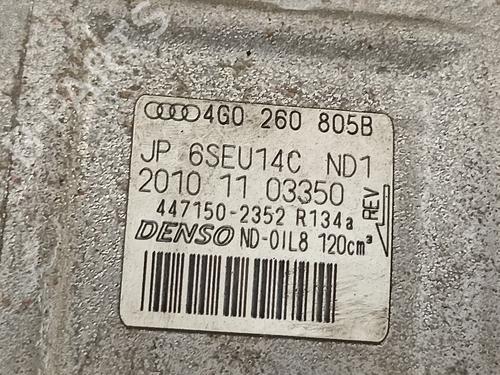 4G0 260 805B
JP 6SEU14C ND1
2010 11 03350
447150-2352 R134a
REV
DENSO ND-OIL8 120cm³